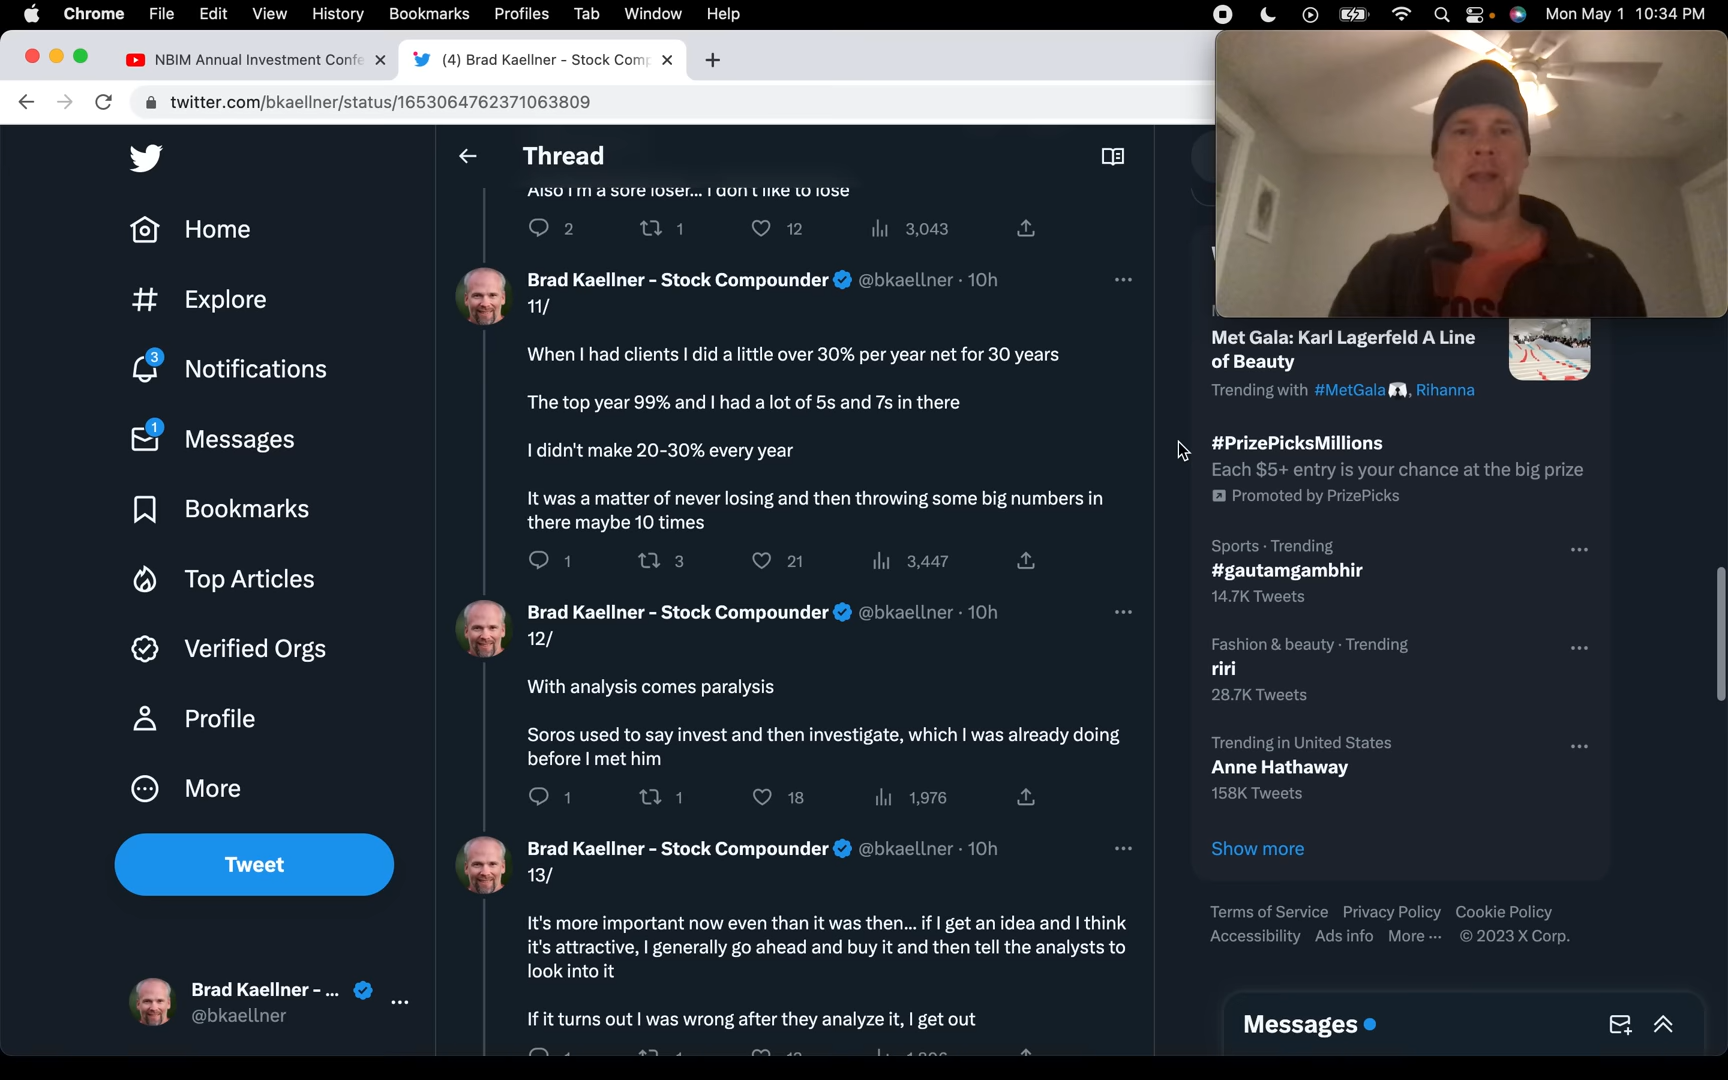 Chrome File Edit View History Bookmarks Profiles Tab Window Help Mon May 1 10:34 PM
NBIM Annual Investment Confe
(4) Brad Kaellner - Stock Comp
twitter.com/bkaellner/status/1653064762371063809
Home
Explore
3
Notifications
1
Messages
Bookmarks
Top Articles
Verified Orgs
Profile
More
Tweet
Brad Kaellner - ...
@bkaellner
Thread
Also I'm a sore loser... I don't like to lose
2 1 12 3,043
Brad Kaellner - Stock Compounder @bkaellner · 10h
11/
When I had clients I did a little over 30% per year net for 30 years
The top year 99% and I had a lot of 5s and 7s in there
I didn't make 20-30% every year
It was a matter of never losing and then throwing some big numbers in
there maybe 10 times
1 3 21 3,447
Brad Kaellner - Stock Compounder @bkaellner · 10h
12/
With analysis comes paralysis
Soros used to say invest and then investigate, which I was already doing
before I met him
1 1 18 1,976
Brad Kaellner - Stock Compounder @bkaellner · 10h
13/
It's more important now even than it was then... if I get an idea and I think
it's attractive, I generally go ahead and buy it and then tell the analysts to
look into it
If it turns out I was wrong after they analyze it, I get out
Met Gala: Karl Lagerfeld A Line
of Beauty
Trending with #MetGala, Rihanna
#PrizePicksMillions
Each $5+ entry is your chance at the big prize
Promoted by PrizePicks
Sports · Trending
#gautamgambhir
14.7K Tweets
Fashion & beauty · Trending
riri
28.7K Tweets
Trending in United States
Anne Hathaway
158K Tweets
Show more
Terms of Service Privacy Policy Cookie Policy
Accessibility Ads info More ... © 2023 X Corp.
Messages